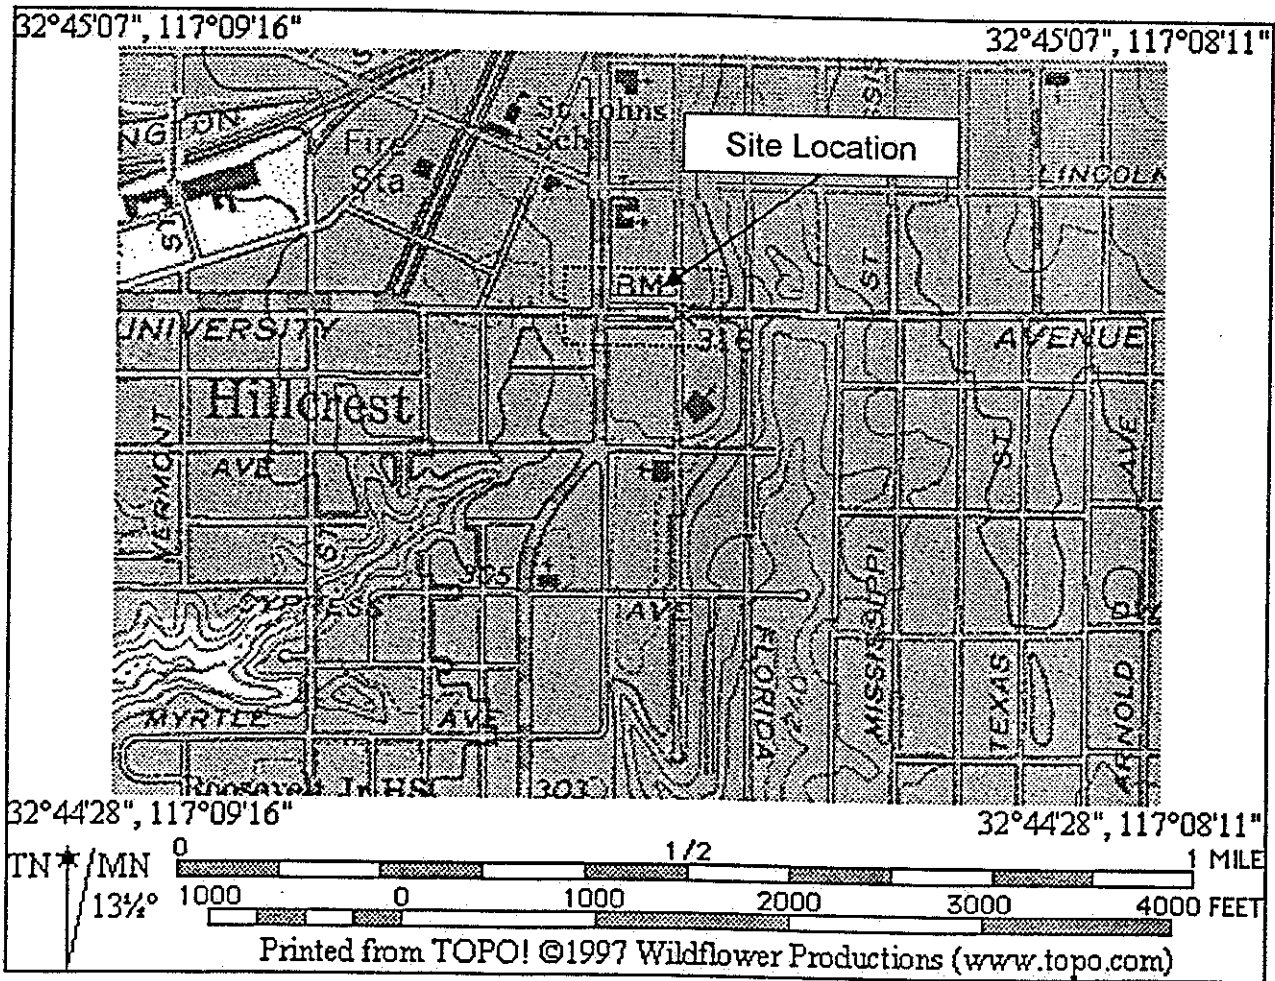 32°45'07", 117°09'16"
32°45'07", 117°08'11"
St Johns
Sch
NGTON
Fire
Sta
Site Location
LINCOLN
ST
BM
UNIVERSITY
316
AVENUE
Hillcrest
VERMONT
AVE
ST
AVE
ST
305
ESS
AVE
MISSISSIPPI
FLORIDA
TEXAS
ARNOLD
MYRTLE
AVE
Roosevelt Jr HS
303
32°44'28", 117°09'16"
32°44'28", 117°08'11"
TN
MN
13½°
0
1/2
1 MILE
1000
0
1000
2000
3000
4000 FEET
Printed from TOPO! ©1997 Wildflower Productions (www.topo.com)